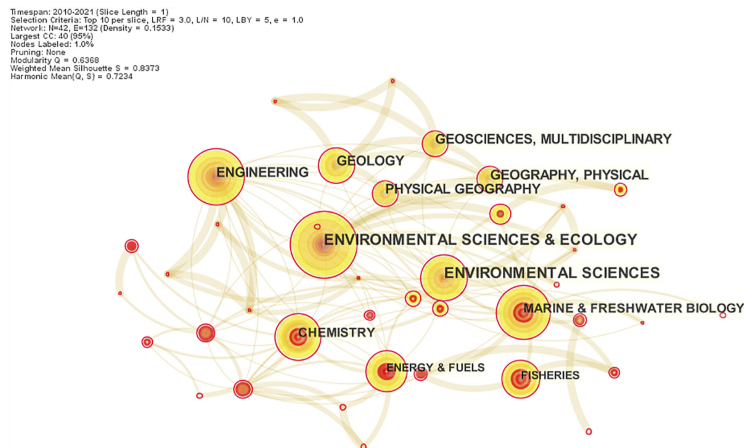 Timespan: 2010-2021 (Slice Length = 1)
Selection Criteria: Top 10 per slice, LRF = 3.0, L/N = 10, LBY = 5, e = 1.0
Network: N=42, E=132 (Density = 0.1533)
Largest CC: 40 (95%)
Nodes Labeled: 1.0%
Pruning: None
Modularity Q = 0.6368
Weighted Mean Silhouette S = 0.8373
Harmonic Mean(Q, S) = 0.7234
GEOSCIENCES, MULTIDISCIPLINARY
GEOLOGY
ENGINEERING
GEOGRAPHY, PHYSICAL
PHYSICAL GEOGRAPHY
ENVIRONMENTAL SCIENCES & ECOLOGY
ENVIRONMENTAL SCIENCES
MARINE & FRESHWATER BIOLOGY
CHEMISTRY
ENERGY & FUELS
FISHERIES